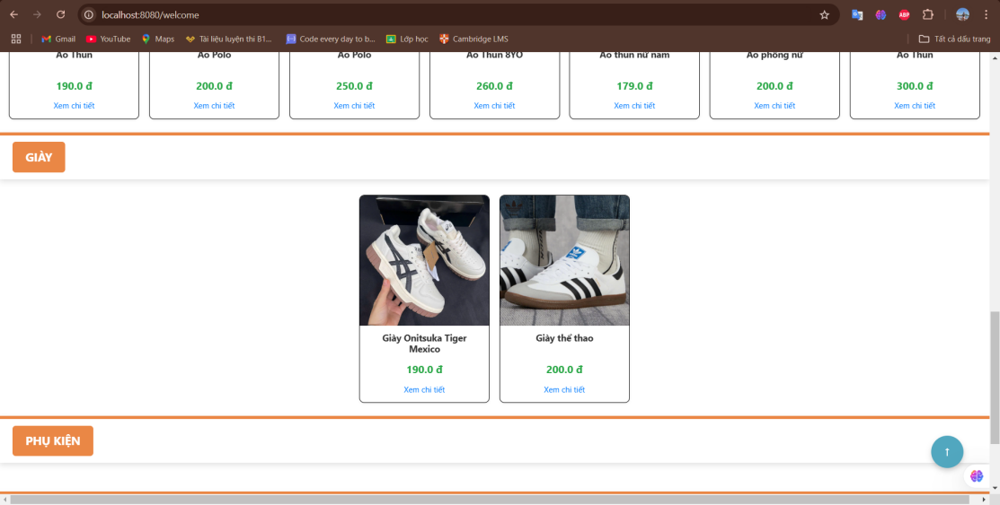 localhost:8080/welcome
Gmail YouTube Maps Tài liệu luyện thi B1... Code every day to b... Lớp học Cambridge LMS Tất cả dấu trang
Áo Thun Áo Polo Áo Polo Áo Thun 8YO Áo thun nữ nam Áo phông nữ Áo Thun
190.0 đ 200.0 đ 250.0 đ 260.0 đ 179.0 đ 200.0 đ 300.0 đ
Xem chi tiết Xem chi tiết Xem chi tiết Xem chi tiết Xem chi tiết Xem chi tiết Xem chi tiết
GIÀY
Giày Onitsuka Tiger Giày thể thao
Mexico
190.0 đ 200.0 đ
Xem chi tiết Xem chi tiết
PHỤ KIỆN